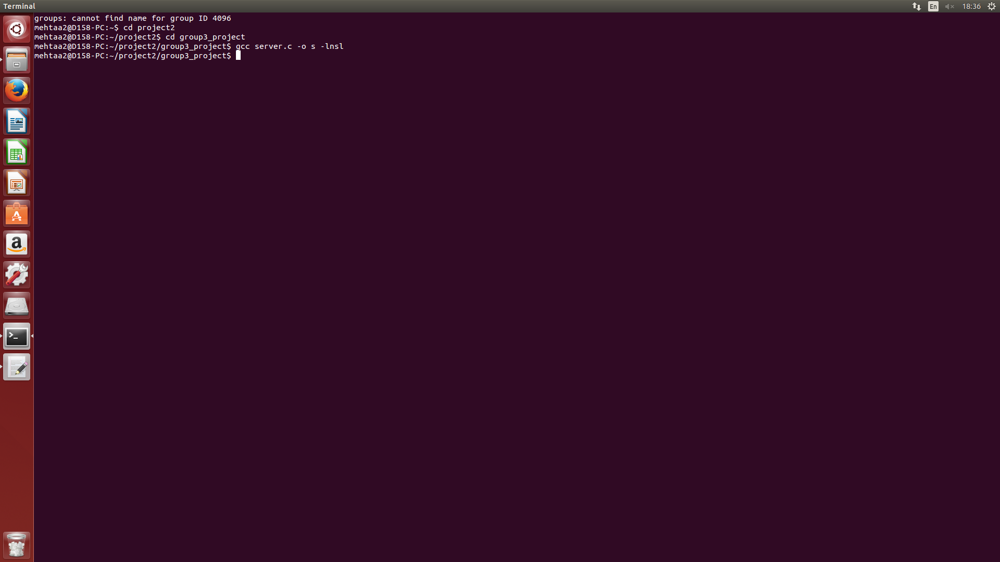 Terminal
En
18:36
groups: cannot find name for group ID 4096
mehtaa2@D158-PC:~$ cd project2
mehtaa2@D158-PC:~/project2$ cd group3_project
mehtaa2@D158-PC:~/project2/group3_project$ gcc server.c -o s -lnsl
mehtaa2@D158-PC:~/project2/group3_project$